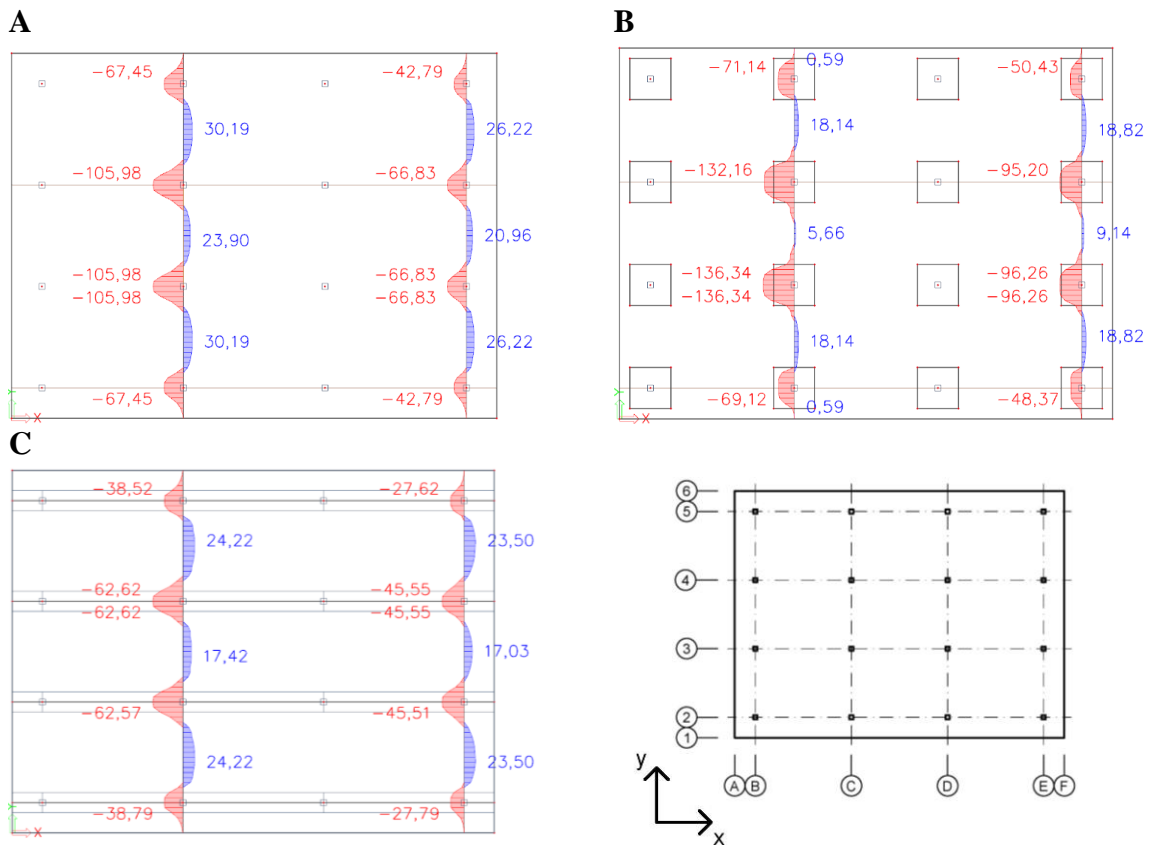 A
-67,45 -42,79
30,19 26,22
-105,98 -66,83
23,90 20,96
-105,98 -66,83
-105,98 -66,83
30,19 26,22
-67,45 -42,79
Y X
B
-71,14 0,59 -50,43
18,14 18,82
-132,16 -95,20
5,66 9,14
-136,34 -96,26
-136,34 -96,26
18,14 18,82
-69,12 0,59 -48,37
Y X
C
-38,52 -27,62
24,22 23,50
-62,62 -45,55
-62,62 -45,55
17,42 17,03
-62,57 -45,51
24,22 23,50
-38,79 -27,79
Y X
6
5
4
3
2
1
y
A B C D E F
x